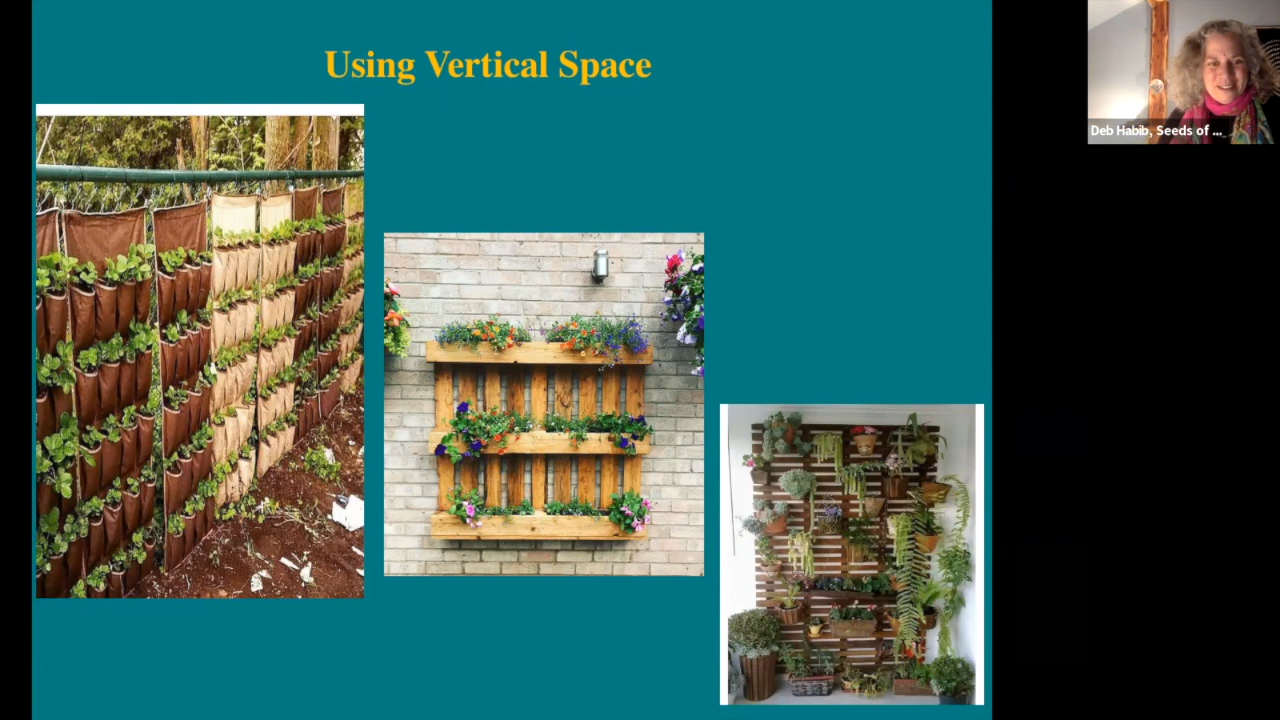 Using Vertical Space
Deb Habib, Seeds of ...